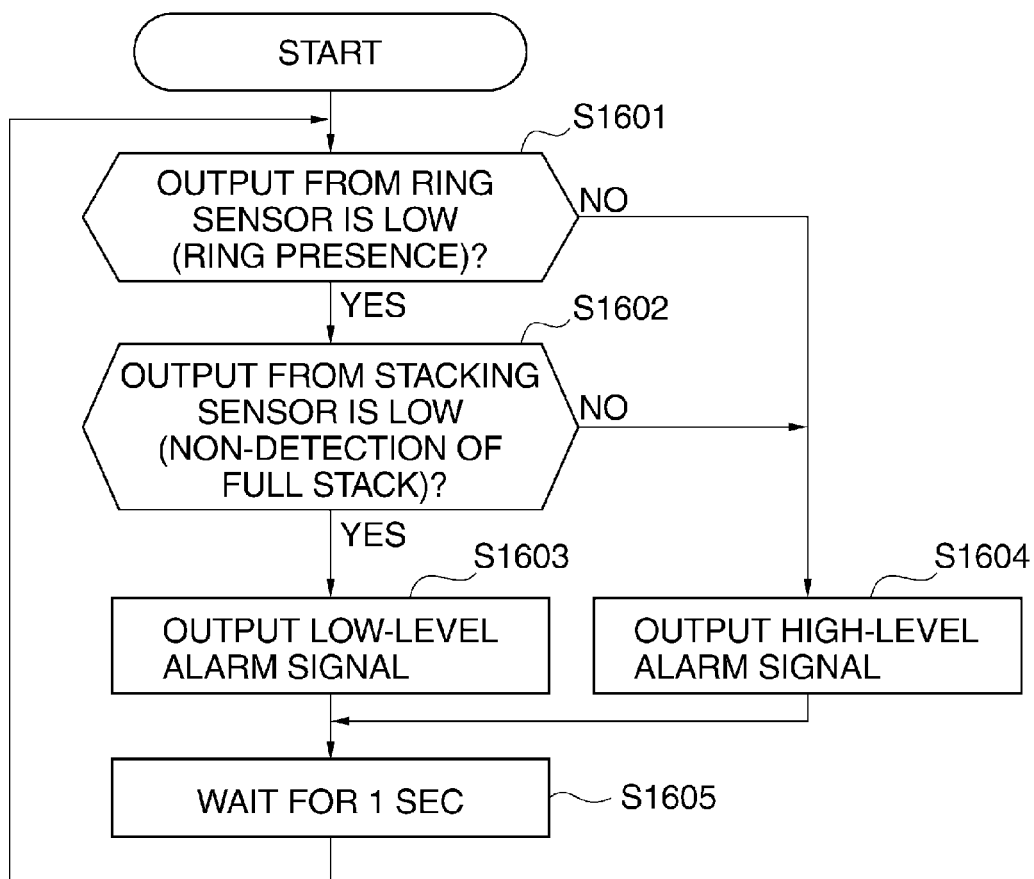 START
S1601
OUTPUT FROM RING
SENSOR IS LOW
(RING PRESENCE)?
NO
YES
S1602
OUTPUT FROM STACKING
SENSOR IS LOW
(NON-DETECTION OF
FULL STACK)?
NO
YES
S1603
OUTPUT LOW-LEVEL
ALARM SIGNAL
S1604
OUTPUT HIGH-LEVEL
ALARM SIGNAL
WAIT FOR 1 SEC
S1605